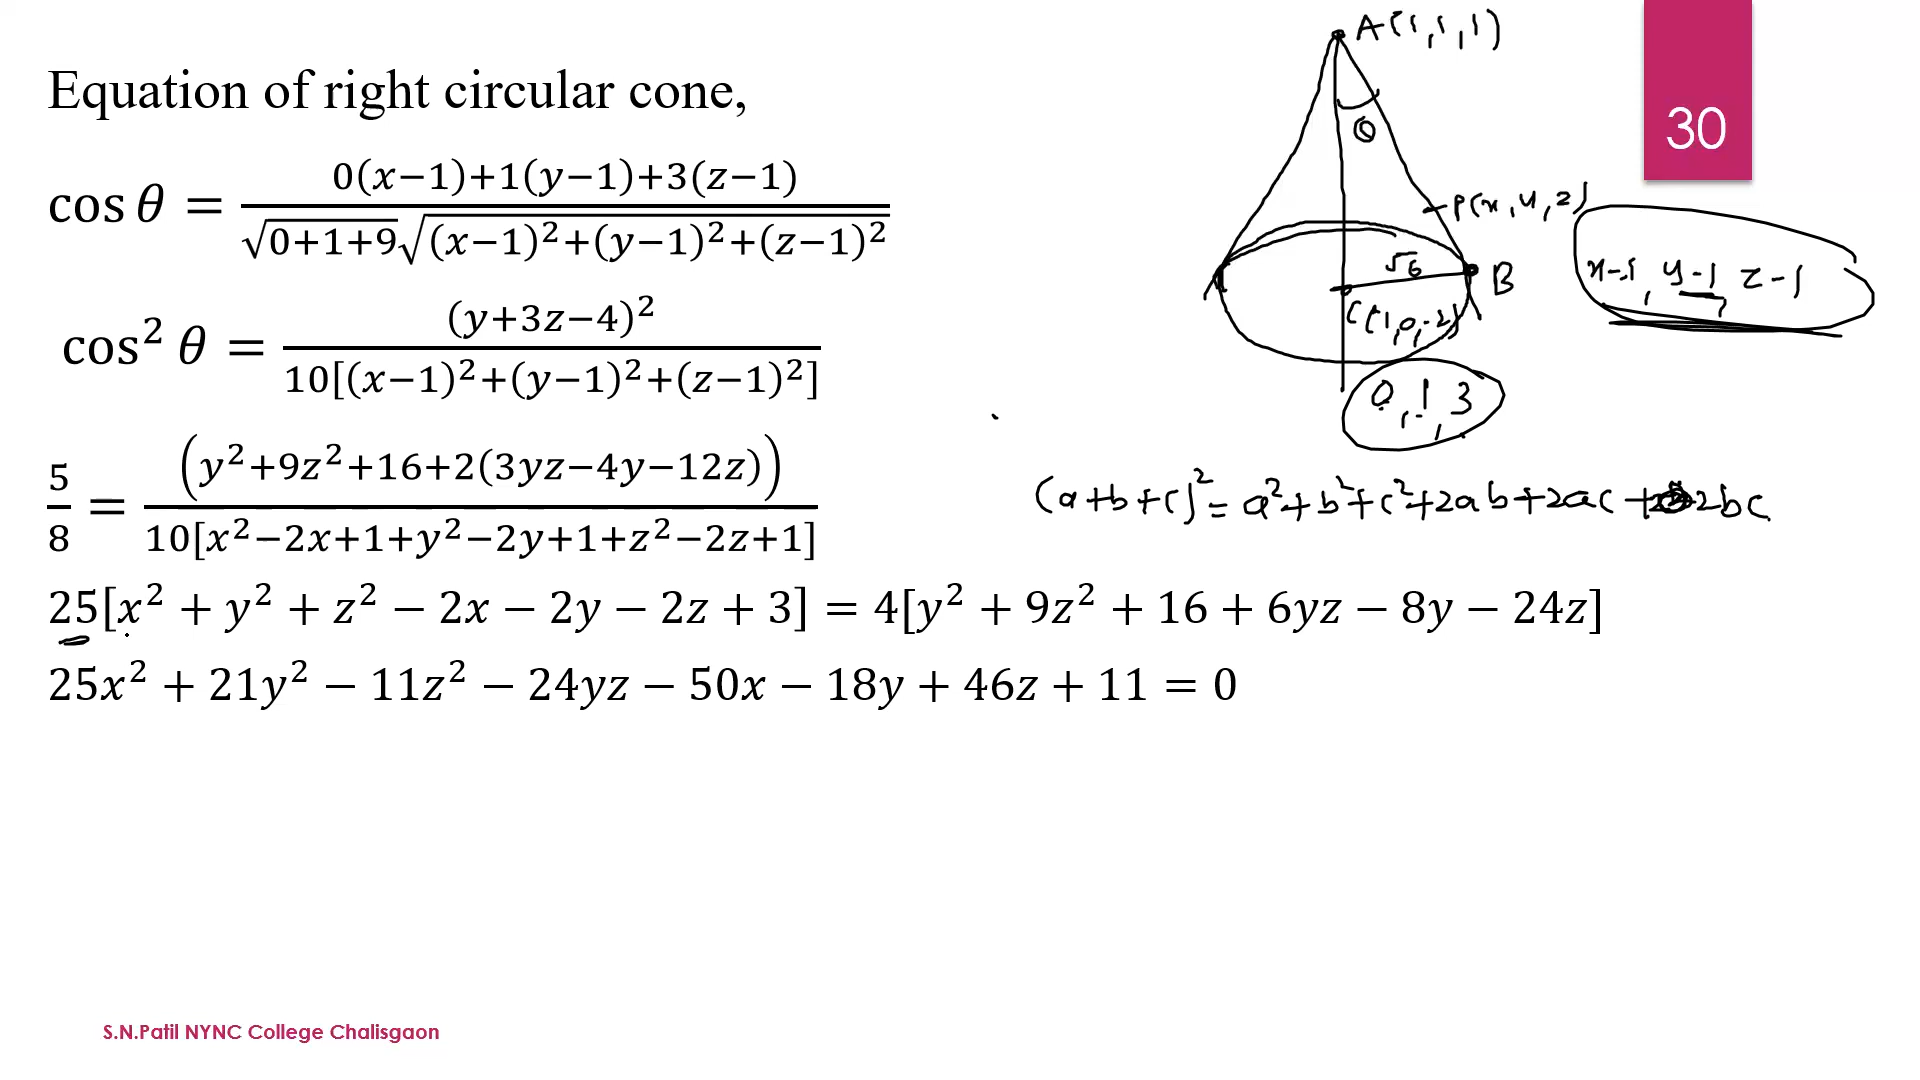 A(1,1,1)
30
Equation of right circular cone,
cos θ = (0(x−1)+1(y−1)+3(z−1)) / (√(0+1+9)√((x−1)²+(y−1)²+(z−1)²))
θ
P(x,y,z)
√6 B
x-1, y-1, z-1
C(1,0,-2)
cos² θ = (y+3z−4)² / 10[(x−1)²+(y−1)²+(z−1)²]
0, 1, 3
5/8 = (y²+9z²+16+2(3yz−4y−12z)) / 10[x²−2x+1+y²−2y+1+z²−2z+1]
(a+b+c)² = a²+b²+c²+2ab+2ac+2bc
25[x² + y² + z² − 2x − 2y − 2z + 3] = 4[y² + 9z² + 16 + 6yz − 8y − 24z]
25x² + 21y² − 11z² − 24yz − 50x − 18y + 46z + 11 = 0
S.N.Patil NYNC College Chalisgaon